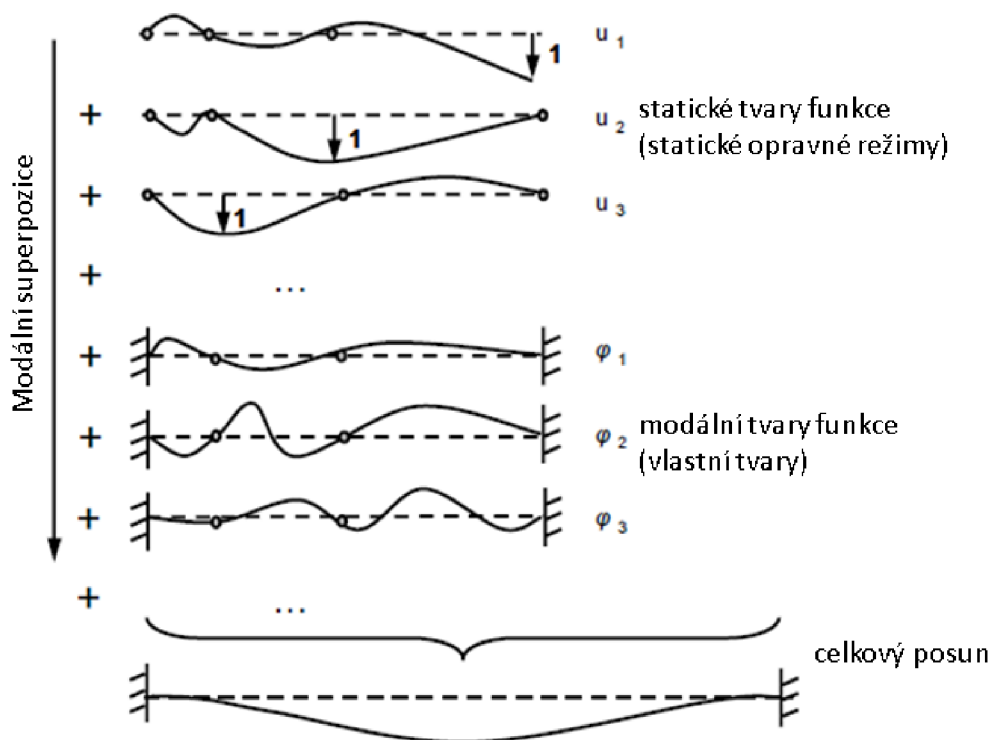 u 1
1
+
u 2
1
statické tvary funkce
(statické opravné režimy)
+
u 3
1
+
...
Modální superpozice
+
φ 1
+
φ 2
modální tvary funkce
(vlastní tvary)
+
φ 3
+
...
celkový posun